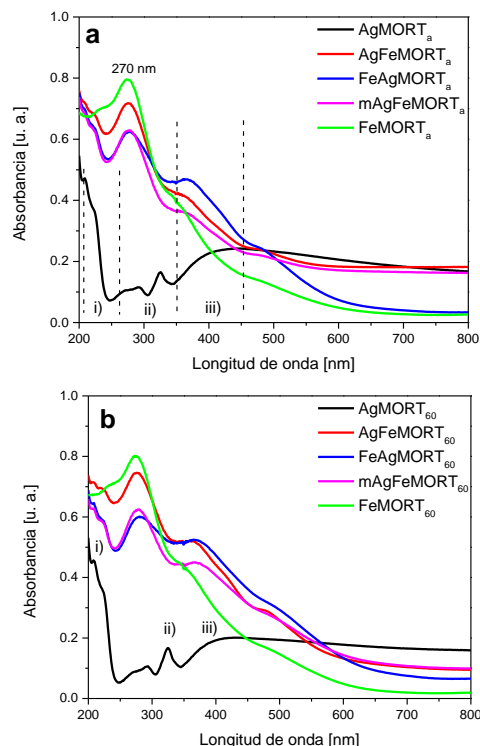 a
270 nm
AgMORTₐ
AgFeMORTₐ
FeAgMORTₐ
mAgFeMORTₐ
FeMORTₐ
1.0
0.8
0.6
0.4
0.2
0.0
Absorbancia [u. a.]
i)
ii)
iii)
200 300 400 500 600 700 800
Longitud de onda [nm]
b
AgMORT₆₀
AgFeMORT₆₀
FeAgMORT₆₀
mAgFeMORT₆₀
FeMORT₆₀
1.0
0.8
0.6
0.4
0.2
0.0
Absorbancia [u. a.]
i)
ii)
iii)
200 300 400 500 600 700 800
Longitud de onda [nm]